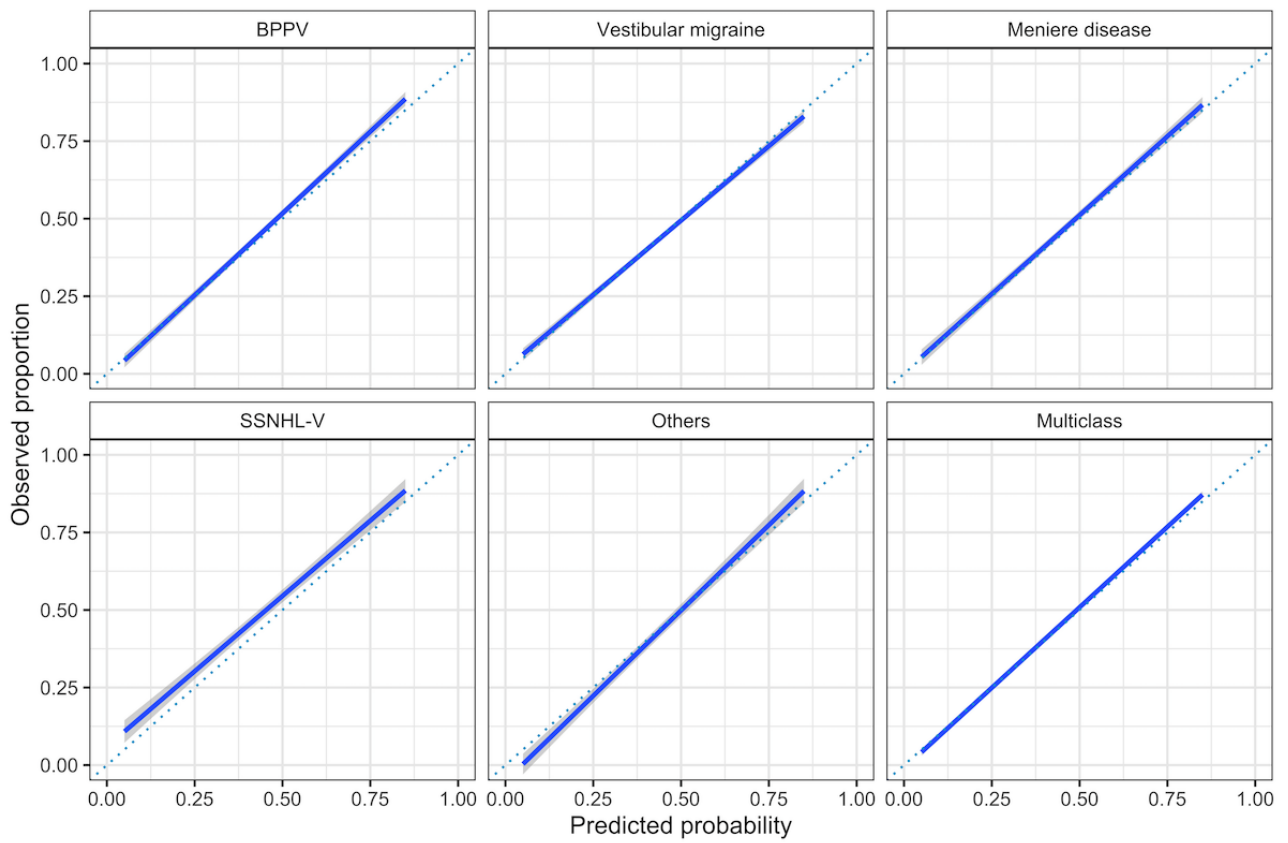 BPPV
Vestibular migraine
Meniere disease
1.00
0.75
0.50
0.25
0.00
Observed proportion
SSNHL-V
Others
Multiclass
1.00
0.75
0.50
0.25
0.00
0.00 0.25 0.50 0.75 1.00 0.00 0.25 0.50 0.75 1.00 0.00 0.25 0.50 0.75 1.00
Predicted probability